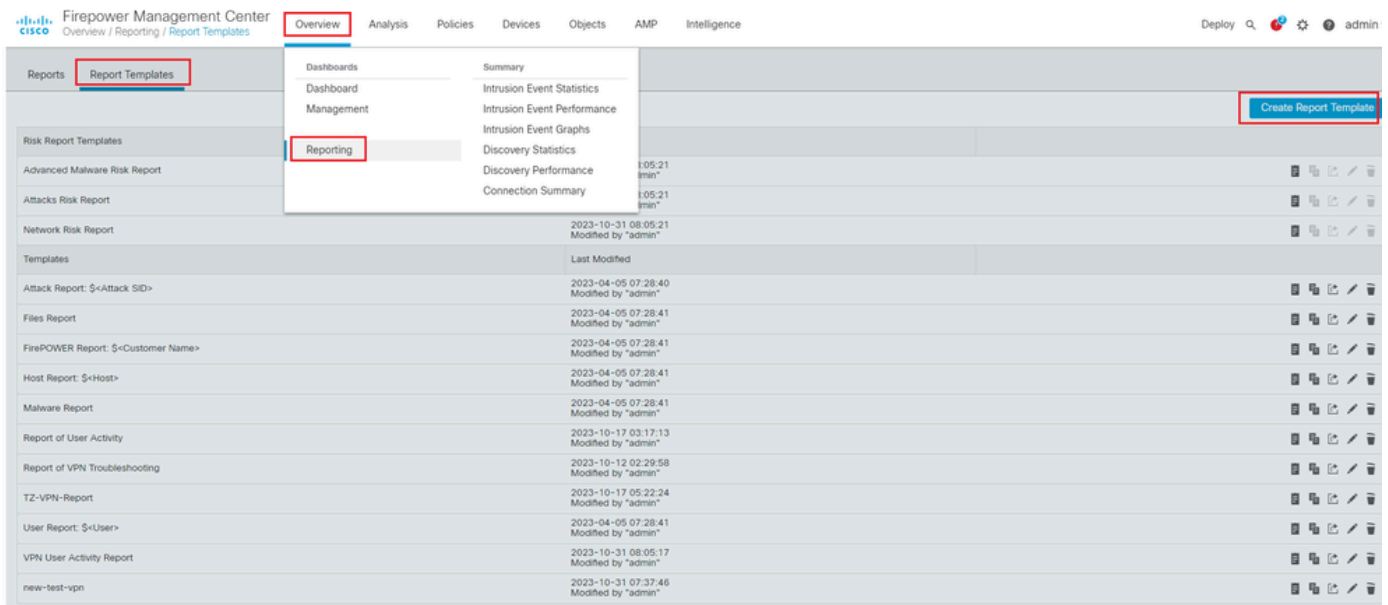 cisco
Firepower Management Center
Overview / Reporting / Report Templates
Overview Analysis Policies Devices Objects AMP Intelligence
Deploy 2 ? admin
Reports Report Templates
Dashboards
Dashboard
Management
Reporting
Summary
Intrusion Event Statistics
Intrusion Event Performance
Intrusion Event Graphs
Discovery Statistics
Discovery Performance
Connection Summary
Create Report Template
Risk Report Templates
Advanced Malware Risk Report :05:21
min"
Attacks Risk Report :05:21
min"
Network Risk Report 2023-10-31 08:05:21
Modified by "admin"
Templates Last Modified
Attack Report: $<Attack SID> 2023-04-05 07:28:40
Modified by "admin"
Files Report 2023-04-05 07:28:41
Modified by "admin"
FirePOWER Report: $<Customer Name> 2023-04-05 07:28:41
Modified by "admin"
Host Report: $<Host> 2023-04-05 07:28:41
Modified by "admin"
Malware Report 2023-04-05 07:28:41
Modified by "admin"
Report of User Activity 2023-10-17 03:17:13
Modified by "admin"
Report of VPN Troubleshooting 2023-10-12 02:29:58
Modified by "admin"
TZ-VPN-Report 2023-10-17 05:22:24
Modified by "admin"
User Report: $<User> 2023-04-05 07:28:41
Modified by "admin"
VPN User Activity Report 2023-10-31 08:05:17
Modified by "admin"
new-test-vpn 2023-10-31 07:37:46
Modified by "admin"